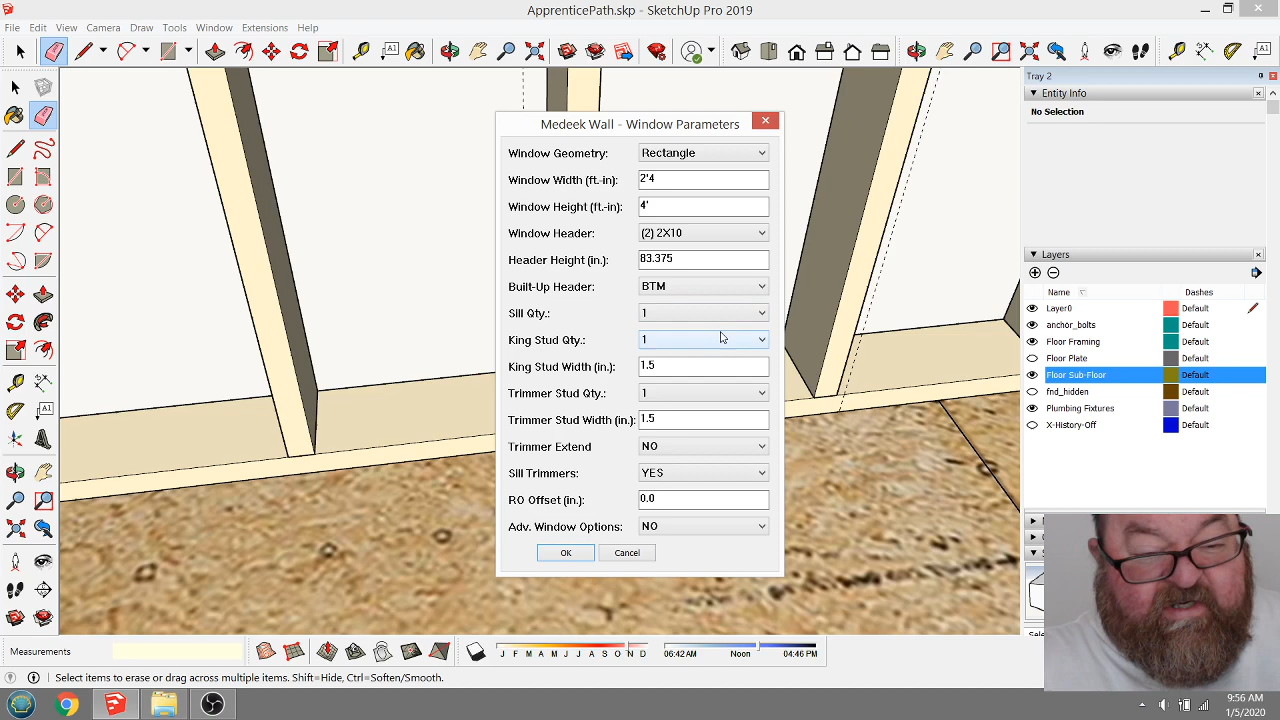 ApprenticePath.skp - SketchUp Pro 2019
File Edit View Camera Draw Tools Window Extensions Help
Tray 2
Entity Info
No Selection
Medeek Wall - Window Parameters
Window Geometry: Rectangle
Window Width (ft.-in): 2'4
Window Height (ft.-in): 4'
Window Header: (2) 2X10
Header Height (in.): 83.375
Built-Up Header: BTM
Sill Qty.: 1
King Stud Qty.: 1
King Stud Width (in.): 1.5
Trimmer Stud Qty.: 1
Trimmer Stud Width (in.): 1.5
Trimmer Extend NO
Sill Trimmers: YES
RO Offset (in.): 0.0
Adv. Window Options: NO
OK Cancel
Layers
Name Dashes
Layer0 Default
anchor_bolts Default
Floor Framing Default
Floor Plate Default
Floor Sub-Floor Default
fnd_hidden Default
Plumbing Fixtures Default
X-History-Off Default
Measurements
J F M A M J J A S O N D
06:42 AM Noon 04:46 PM
Select items to erase or drag across multiple items. Shift=Hide, Ctrl=Soften/Smooth.
9:56 AM
1/5/2020